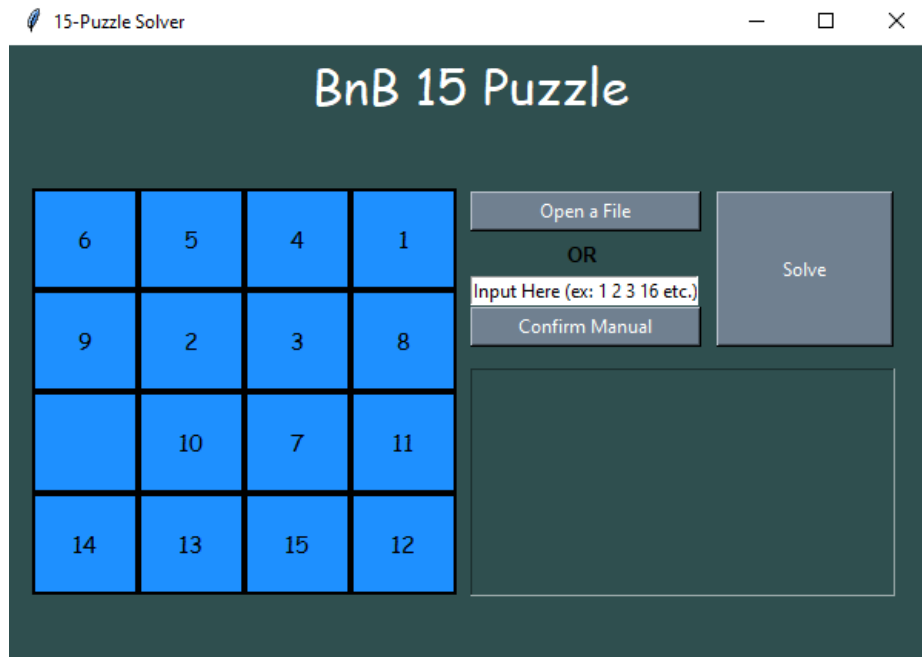 15-Puzzle Solver
BnB 15 Puzzle
6 5 4 1
9 2 3 8
10 7 11
14 13 15 12
Open a File
OR
Input Here (ex: 1 2 3 16 etc.)
Confirm Manual
Solve